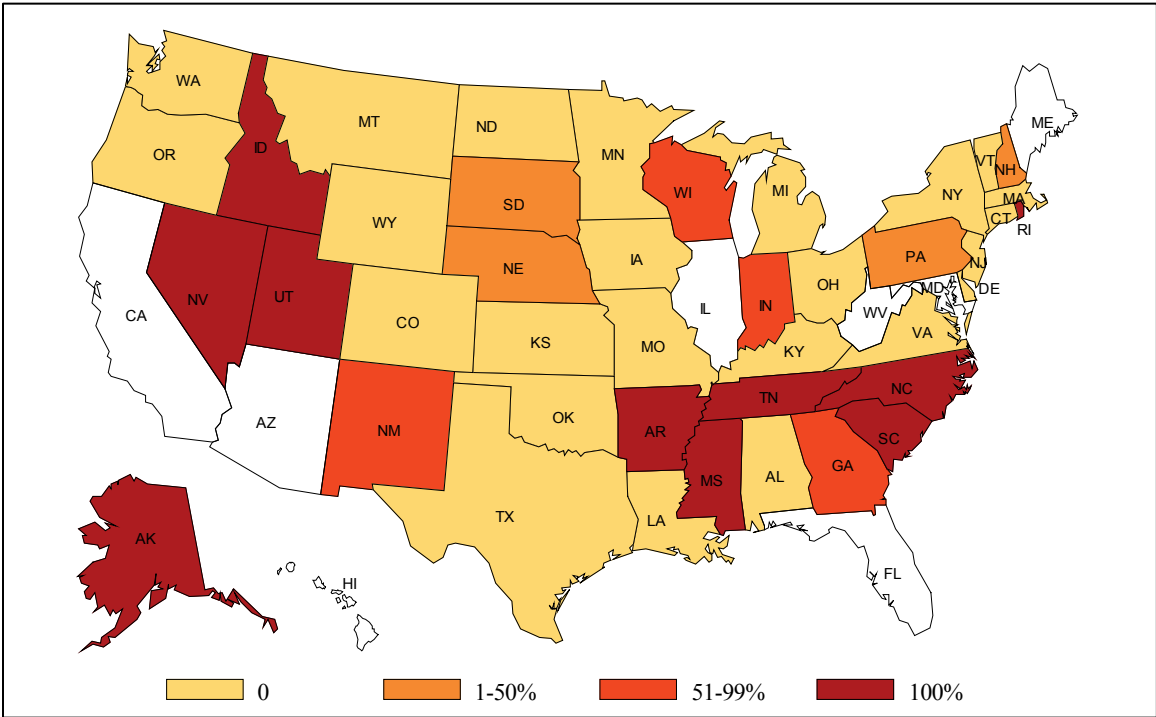 WA
MT
ND
MN
ME
OR
ID
WY
SD
WI
MI
NY
VT
NH
MA
CT
RI
NE
IA
PA
NJ
NV
UT
CO
KS
MO
IL
IN
OH
WV
MD
DE
VA
KY
CA
AZ
NM
OK
AR
TN
NC
SC
MS
AL
GA
TX
LA
FL
AK
HI
0 1-50% 51-99% 100%